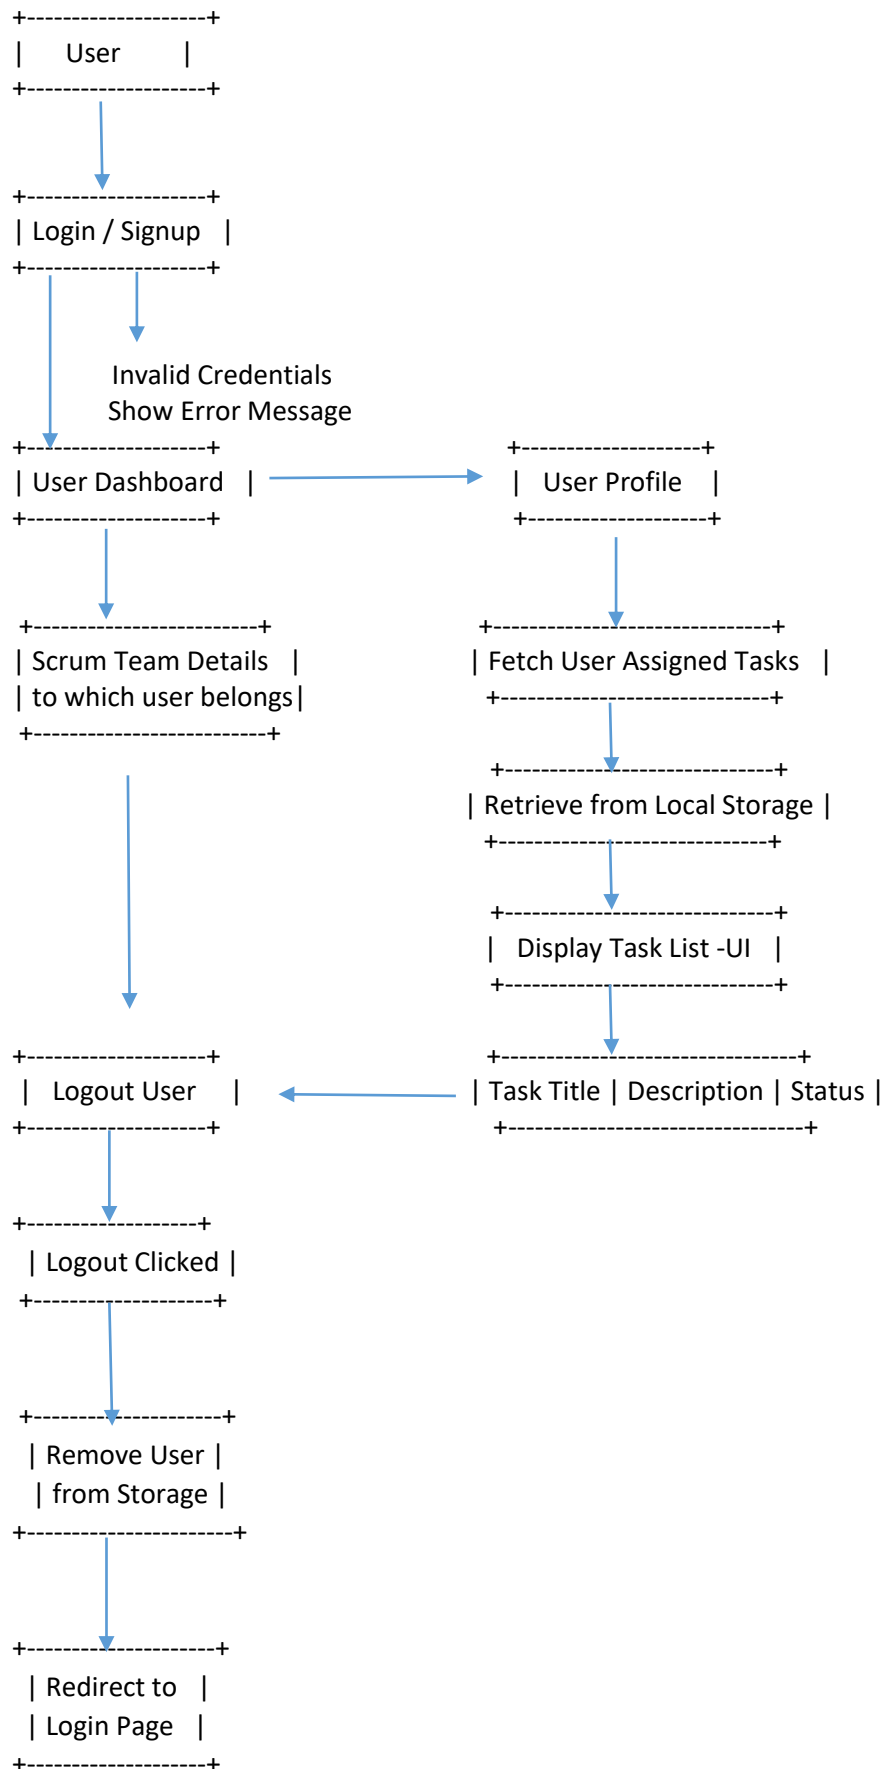 +--------------------+
| User |
+--------------------+
+--------------------+
| Login / Signup |
+--------------------+
Invalid Credentials
Show Error Message
+--------------------+ +--------------------+
| User Dashboard | | User Profile |
+--------------------+ +--------------------+
+-------------------------+ +-------------------------------+
| Scrum Team Details | | Fetch User Assigned Tasks |
| to which user belongs| +------------------------------+
+--------------------------+
+------------------------------+
| Retrieve from Local Storage |
+------------------------------+
+------------------------------+
| Display Task List -UI |
+------------------------------+
+--------------------+ +---------------------------------+
| Logout User | | Task Title | Description | Status |
+--------------------+ +---------------------------------+
+-------------------+
| Logout Clicked |
+--------------------+
+---------------------+
| Remove User |
| from Storage |
+-----------------------+
+---------------------+
| Redirect to |
| Login Page |
+--------------------+